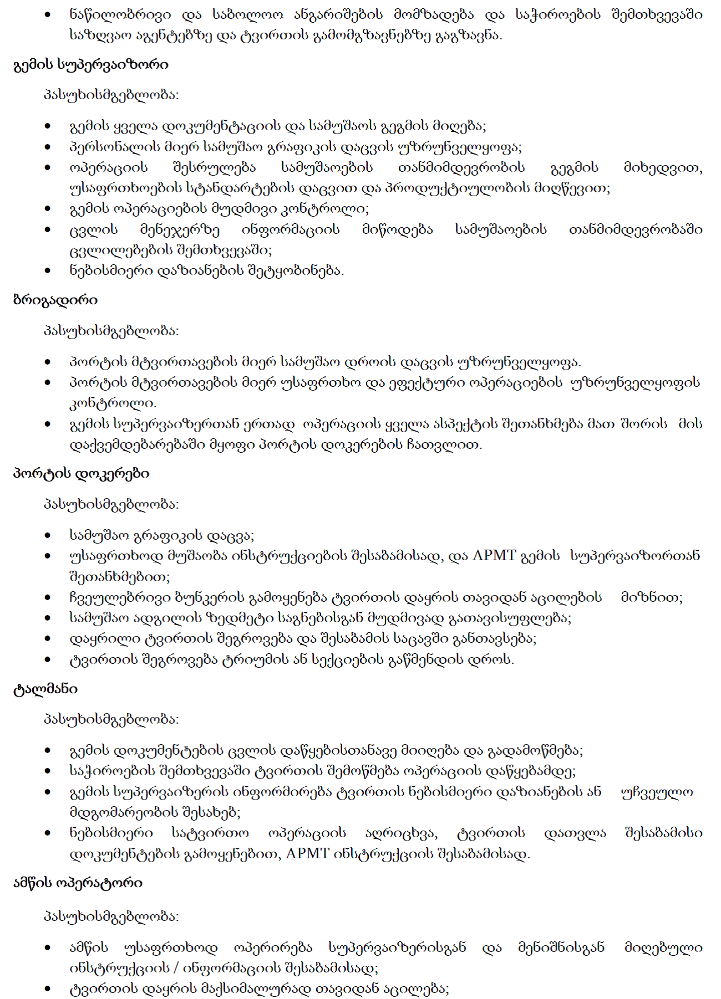 • ნაწილობრივი და საბოლოო ანგარიშების მომზადება და საჭიროების შემთხვევაში
საზღვაო აგენტებზე და ტვირთის გამომგზავნებზე გაგზავნა.
გემის სუპერვაიზორი
პასუხისმგებლობა:
• გემის ყველა დოკუმენტაციის და სამუშაოს გეგმის მიღება;
• პერსონალის მიერ სამუშაო გრაფიკის დაცვის უზრუნველყოფა;
• ოპერაციის შესრულება სამუშაოების თანმიმდევრობის გეგმის მიხედვით,
უსაფრთხოების სტანდარტების დაცვით და პროდუქტიულობის მიღწევით;
• გემის ოპერაციების მუდმივი კონტროლი;
• ცვლის მენეჯერზე ინფორმაციის მიწოდება სამუშაოების თანმიმდევრობაში
ცვლილებების შემთხვევაში;
• ნებისმიერი დაზიანების შეტყობინება.
ბრიგადირი
პასუხისმგებლობა:
• პორტის მტვირთავების მიერ სამუშაო დროის დაცვის უზრუნველყოფა.
• პორტის მტვირთავების მიერ უსაფრთხო და ეფექტური ოპერაციების უზრუნველყოფის
კონტროლი.
• გემის სუპერვაიზერთან ერთად ოპერაციის ყველა ასპექტის შეთანხმება მათ შორის მის
დაქვემდებარებაში მყოფი პორტის დოკერების ჩათვლით.
პორტის დოკერები
პასუხისმგებლობა:
• სამუშაო გრაფიკის დაცვა;
• უსაფრთხოდ მუშაობა ინსტრუქციების შესაბამისად, და APMT გემის სუპერვაიზორთან
შეთანხმებით;
• ჩვეულებრივი ბუნკერის გამოყენება ტვირთის დაყრის თავიდან აცილების მიზნით;
• სამუშაო ადგილის ზედმეტი საგნებისგან მუდმივად გათავისუფლება;
• დაყრილი ტვირთის შეგროვება და შესაბამის საცავში განთავსება;
• ტვირთის შეგროვება ტრიუმის ან სექციების გაწმენდის დროს.
ტალმანი
პასუხისმგებლობა:
• გემის დოკუმენტების ცვლის დაწყებისთანავე მიიღება და გადამოწმება;
• საჭიროების შემთხვევაში ტვირთის შემოწმება ოპერაციის დაწყებამდე;
• გემის სუპერვაიზერის ინფორმირება ტვირთის ნებისმიერი დაზიანების ან უჩვეულო
მდგომარეობის შესახებ;
• ნებისმიერი სატვირთო ოპერაციის აღრიცხვა, ტვირთის დათვლა შესაბამისი
დოკუმენტების გამოყენებით, APMT ინსტრუქციის შესაბამისად.
ამწის ოპერატორი
პასუხისმგებლობა:
• ამწის უსაფრთხოდ ოპერირება სუპერვაიზერისგან და მენიშნისგან მიღებული
ინსტრუქციის / ინფორმაციის შესაბამისად;
• ტვირთის დაყრის მაქსიმალურად თავიდან აცილება;